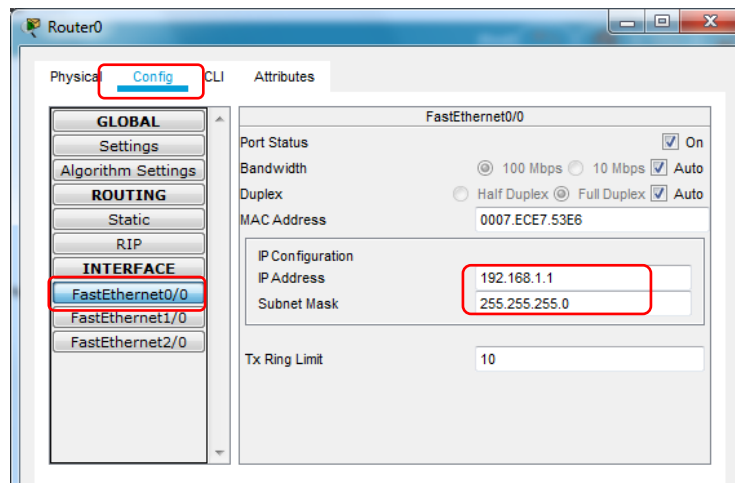 Router0
Physical Config CLI Attributes
GLOBAL
Settings
Algorithm Settings
ROUTING
Static
RIP
INTERFACE
FastEthernet0/0
FastEthernet1/0
FastEthernet2/0
FastEthernet0/0
Port Status On
Bandwidth 100 Mbps 10 Mbps Auto
Duplex Half Duplex Full Duplex Auto
MAC Address 0007.ECE7.53E6
IP Configuration
IP Address 192.168.1.1
Subnet Mask 255.255.255.0
Tx Ring Limit 10